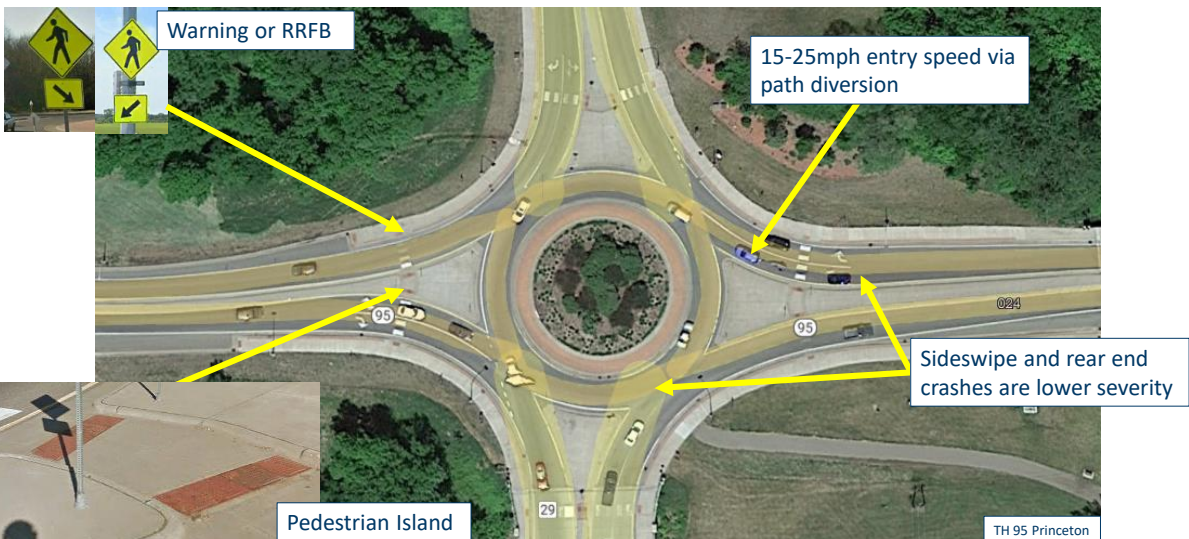 Warning or RRFB
15-25mph entry speed via
path diversion
024
95
95
Sideswipe and rear end
crashes are lower severity
29
Pedestrian Island
TH 95 Princeton